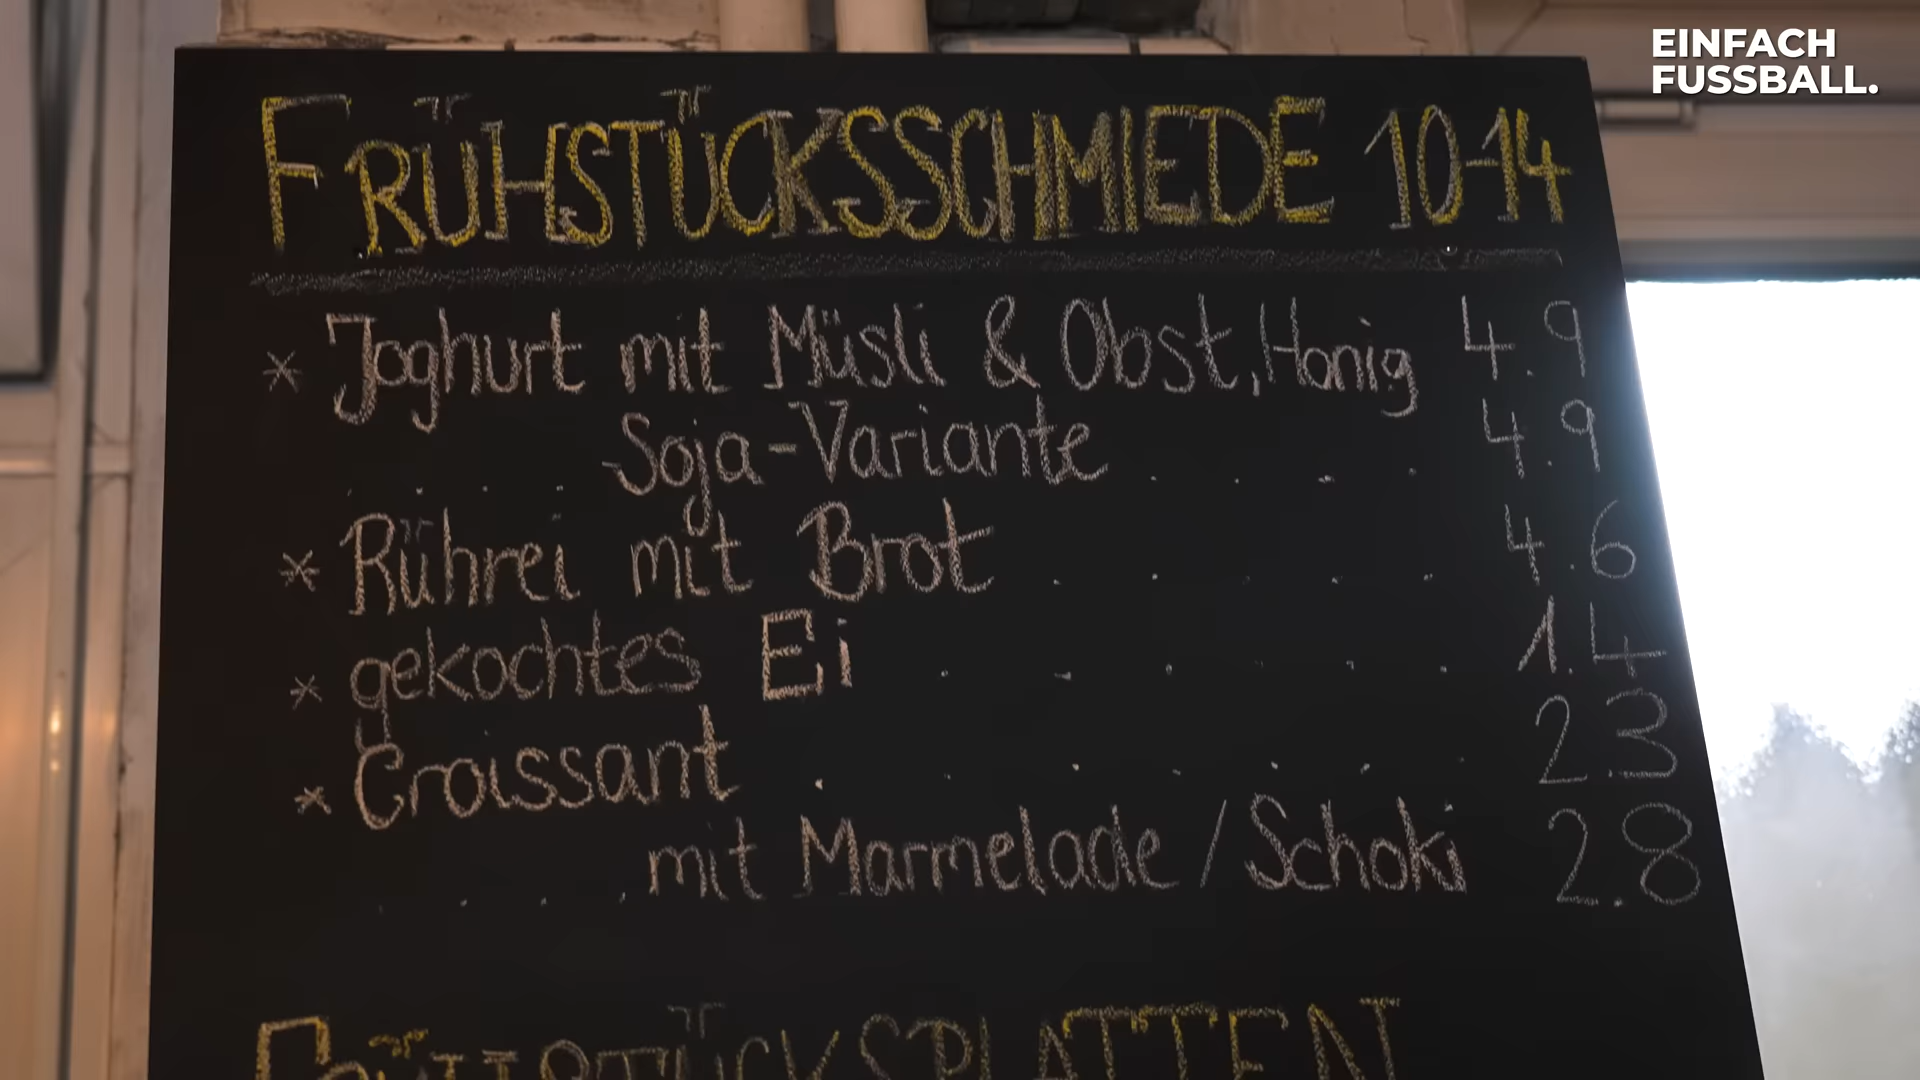 EINFACH
FUSSBALL.
FRÜHSTÜCKSSCHMIEDE 10-14
* Joghurt mit Müsli & Obst, Honig 4.9
. . . . Soja-Variante . . . . 4.9
* Rührei mit Brot . . . . . 4.6
* gekochtes Ei . . . . . 1.4
* Croissant . . . . . . . 2.3
. . . . mit Marmelade / Schoki 2.8
FRÜHSTÜCKSPLATTEN